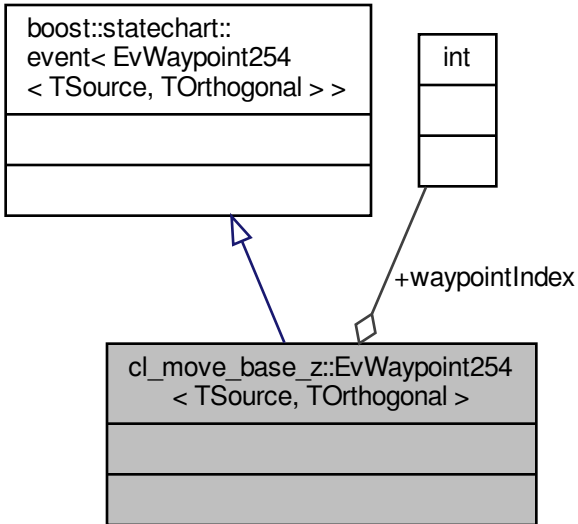 boost::statechart::
event< EvWaypoint254
< TSource, TOrthogonal > >
int
+waypointIndex
cl_move_base_z::EvWaypoint254
< TSource, TOrthogonal >